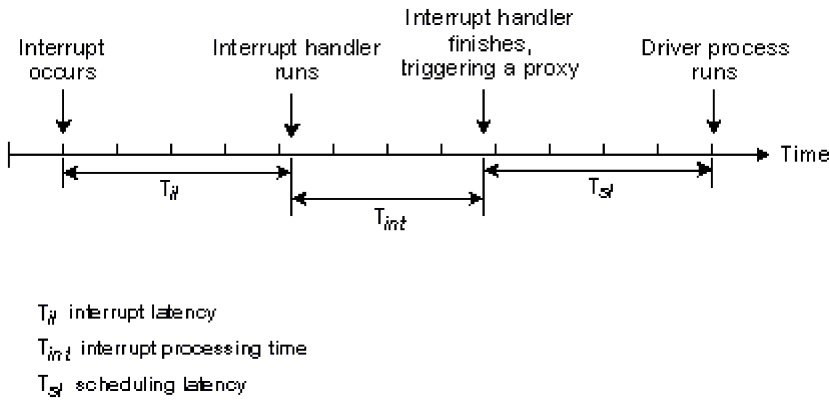 Interrupt
occurs
Interrupt handler
runs
Interrupt handler
finishes,
triggering a proxy
Driver process
runs
Time
Til
Tint
Tsl
Til interrupt latency
Tint interrupt processing time
Tsl scheduling latency